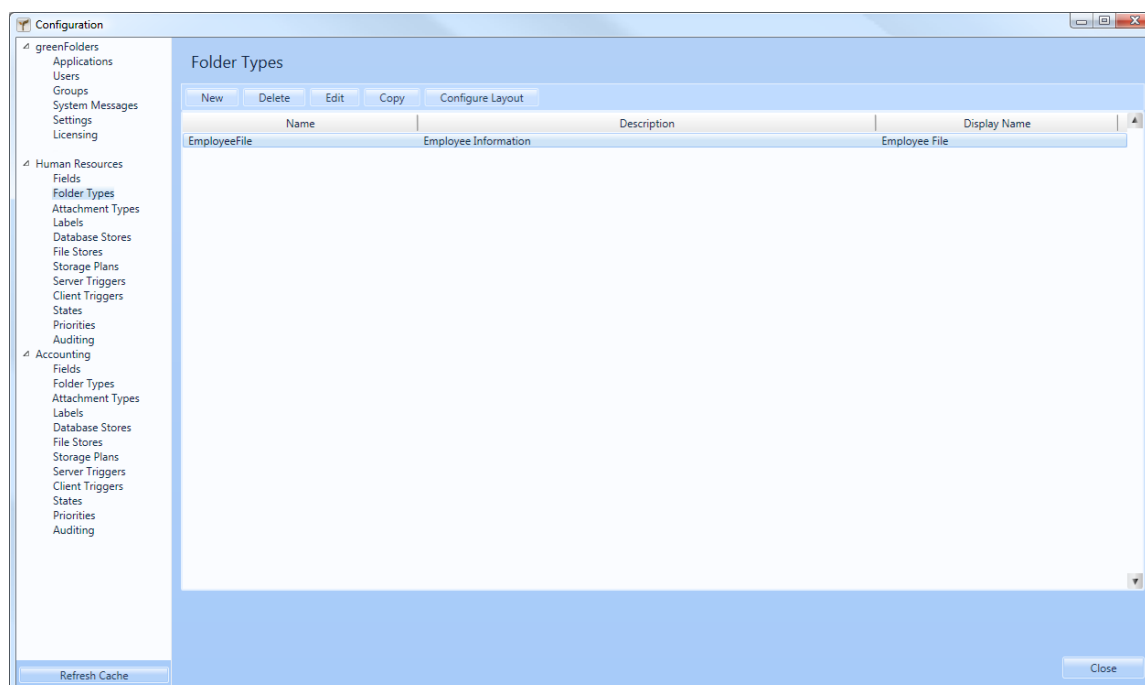 Configuration
greenFolders
Applications
Users
Groups
System Messages
Settings
Licensing
Human Resources
Fields
Folder Types
Attachment Types
Labels
Database Stores
File Stores
Storage Plans
Server Triggers
Client Triggers
States
Priorities
Auditing
Accounting
Fields
Folder Types
Attachment Types
Labels
Database Stores
File Stores
Storage Plans
Server Triggers
Client Triggers
States
Priorities
Auditing
Refresh Cache
Folder Types
New Delete Edit Copy Configure Layout
Name Description Display Name
EmployeeFile Employee Information Employee File
Close